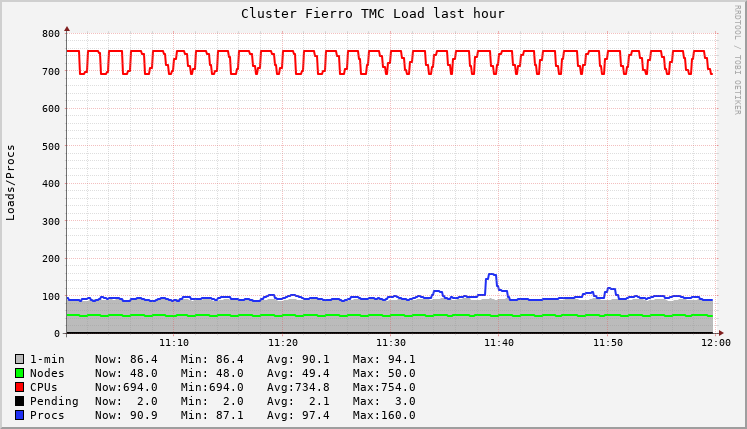 Cluster Fierro TMC Load last hour
RRDTOOL / TOBI OETIKER
Loads/Procs
800
700
600
500
400
300
200
100
0
11:10 11:20 11:30 11:40 11:50 12:00
1-min Now: 86.4 Min: 86.4 Avg: 90.1 Max: 94.1
Nodes Now: 48.0 Min: 48.0 Avg: 49.4 Max: 50.0
CPUs Now:694.0 Min:694.0 Avg:734.8 Max:754.0
Pending Now: 2.0 Min: 2.0 Avg: 2.1 Max: 3.0
Procs Now: 90.9 Min: 87.1 Avg: 97.4 Max:160.0